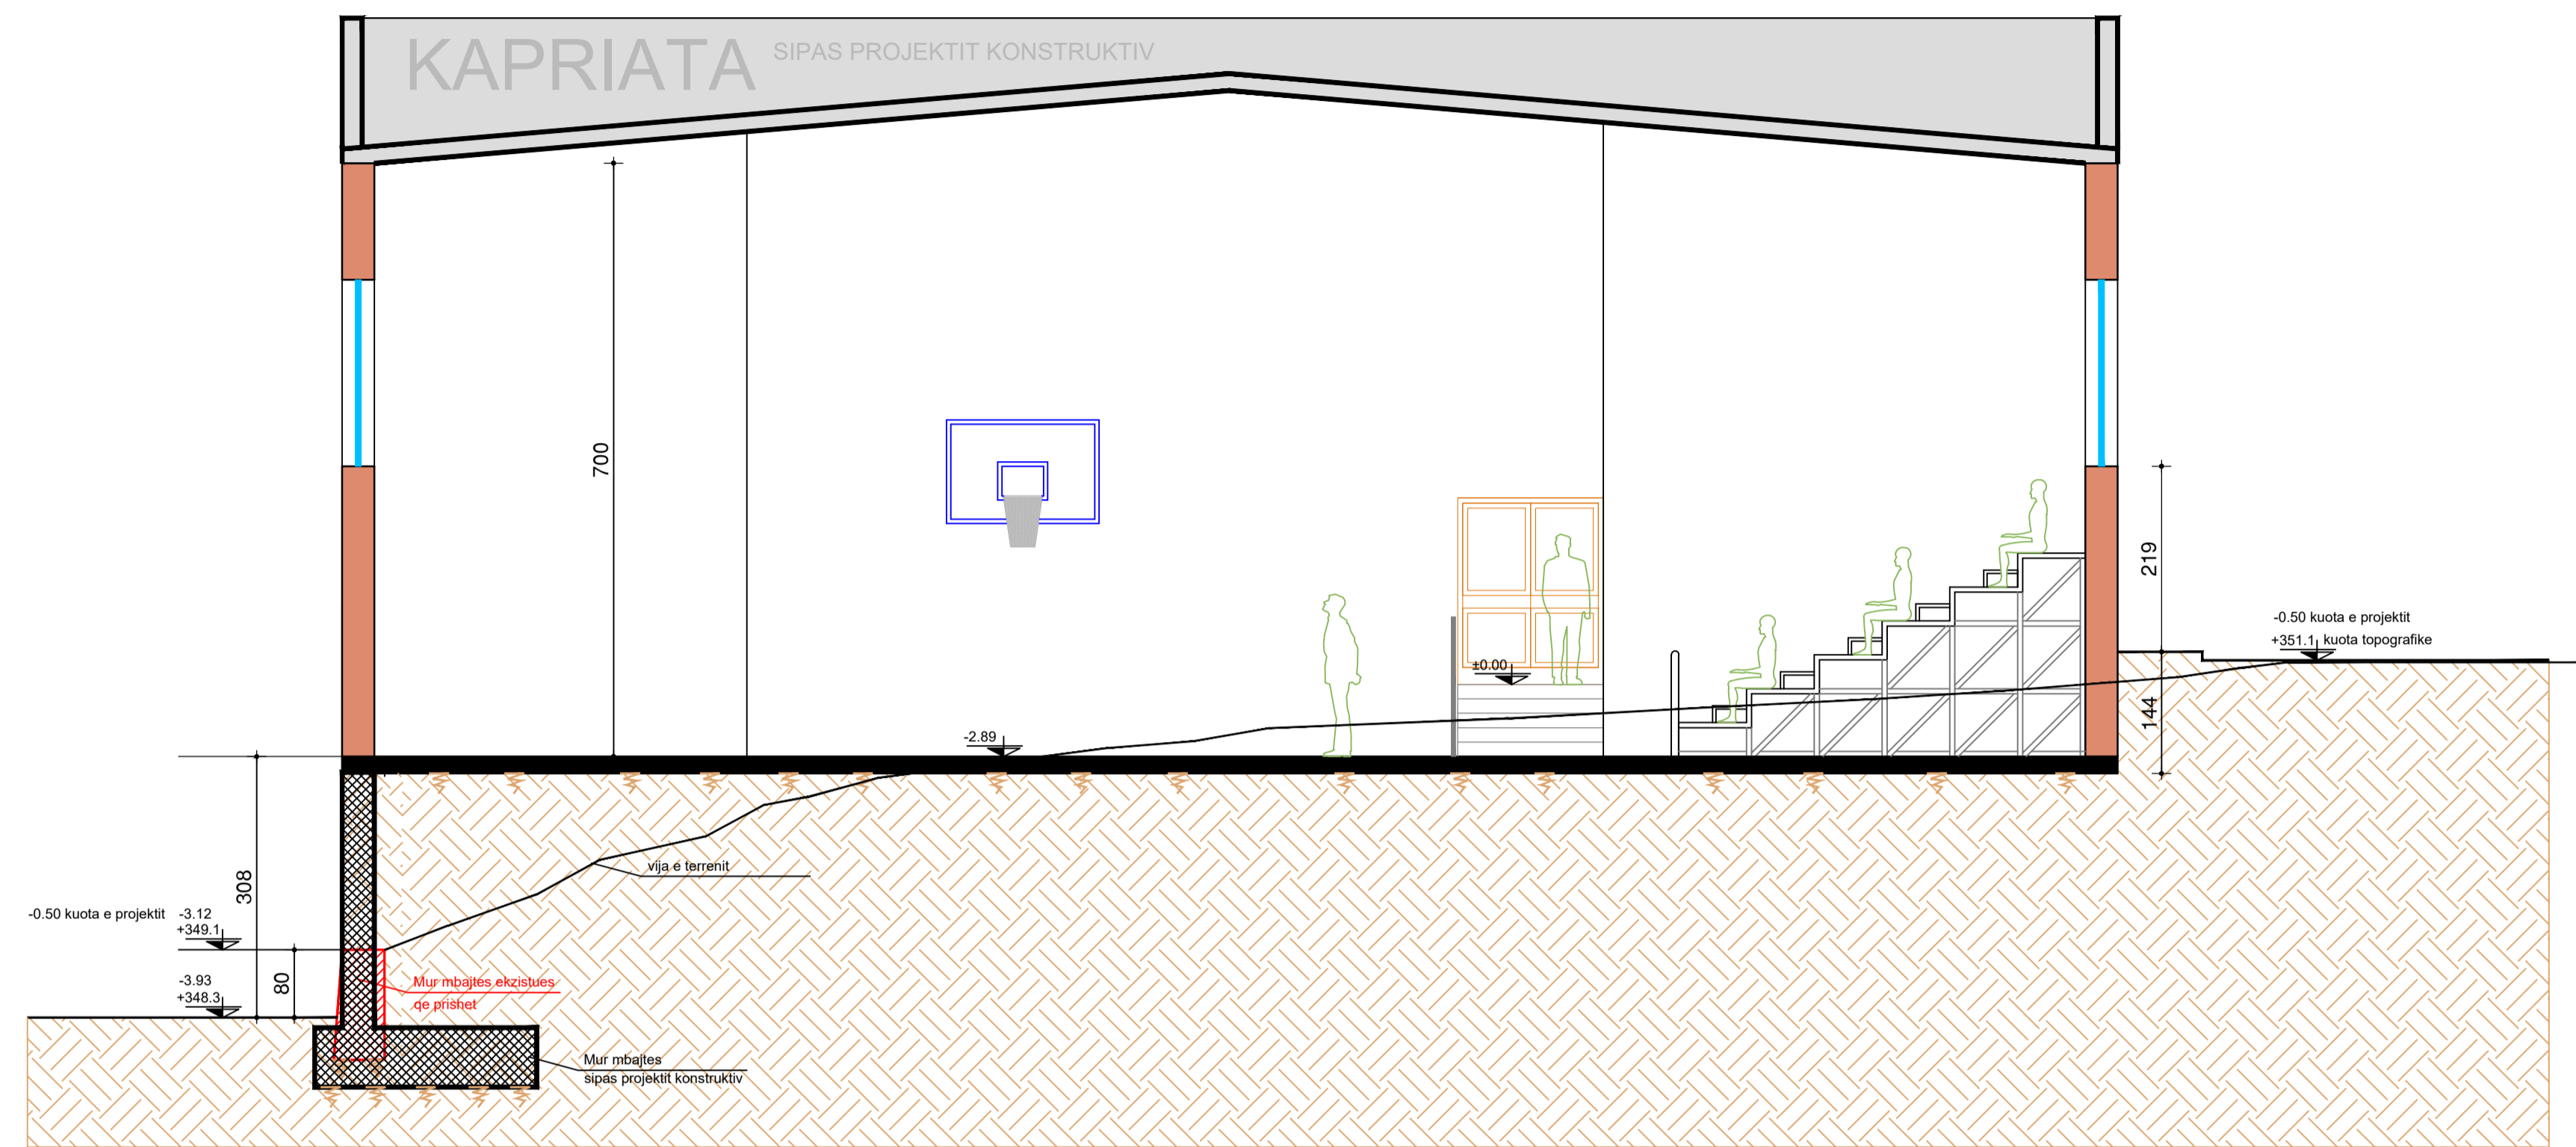 KAPRIATA SIPAS PROJEKTIT KONSTRUKTIV
700
219
-0.50 kuota e projektit
+351.1 kuota topografike
±0.00
144
-2.89
vija e terrenit
308
-0.50 kuota e projektit -3.12
+349.1
80
-3.93
+348.3
Mur mbajtes ekzistues
qe prishet
Mur mbajtes
sipas projektit konstruktiv